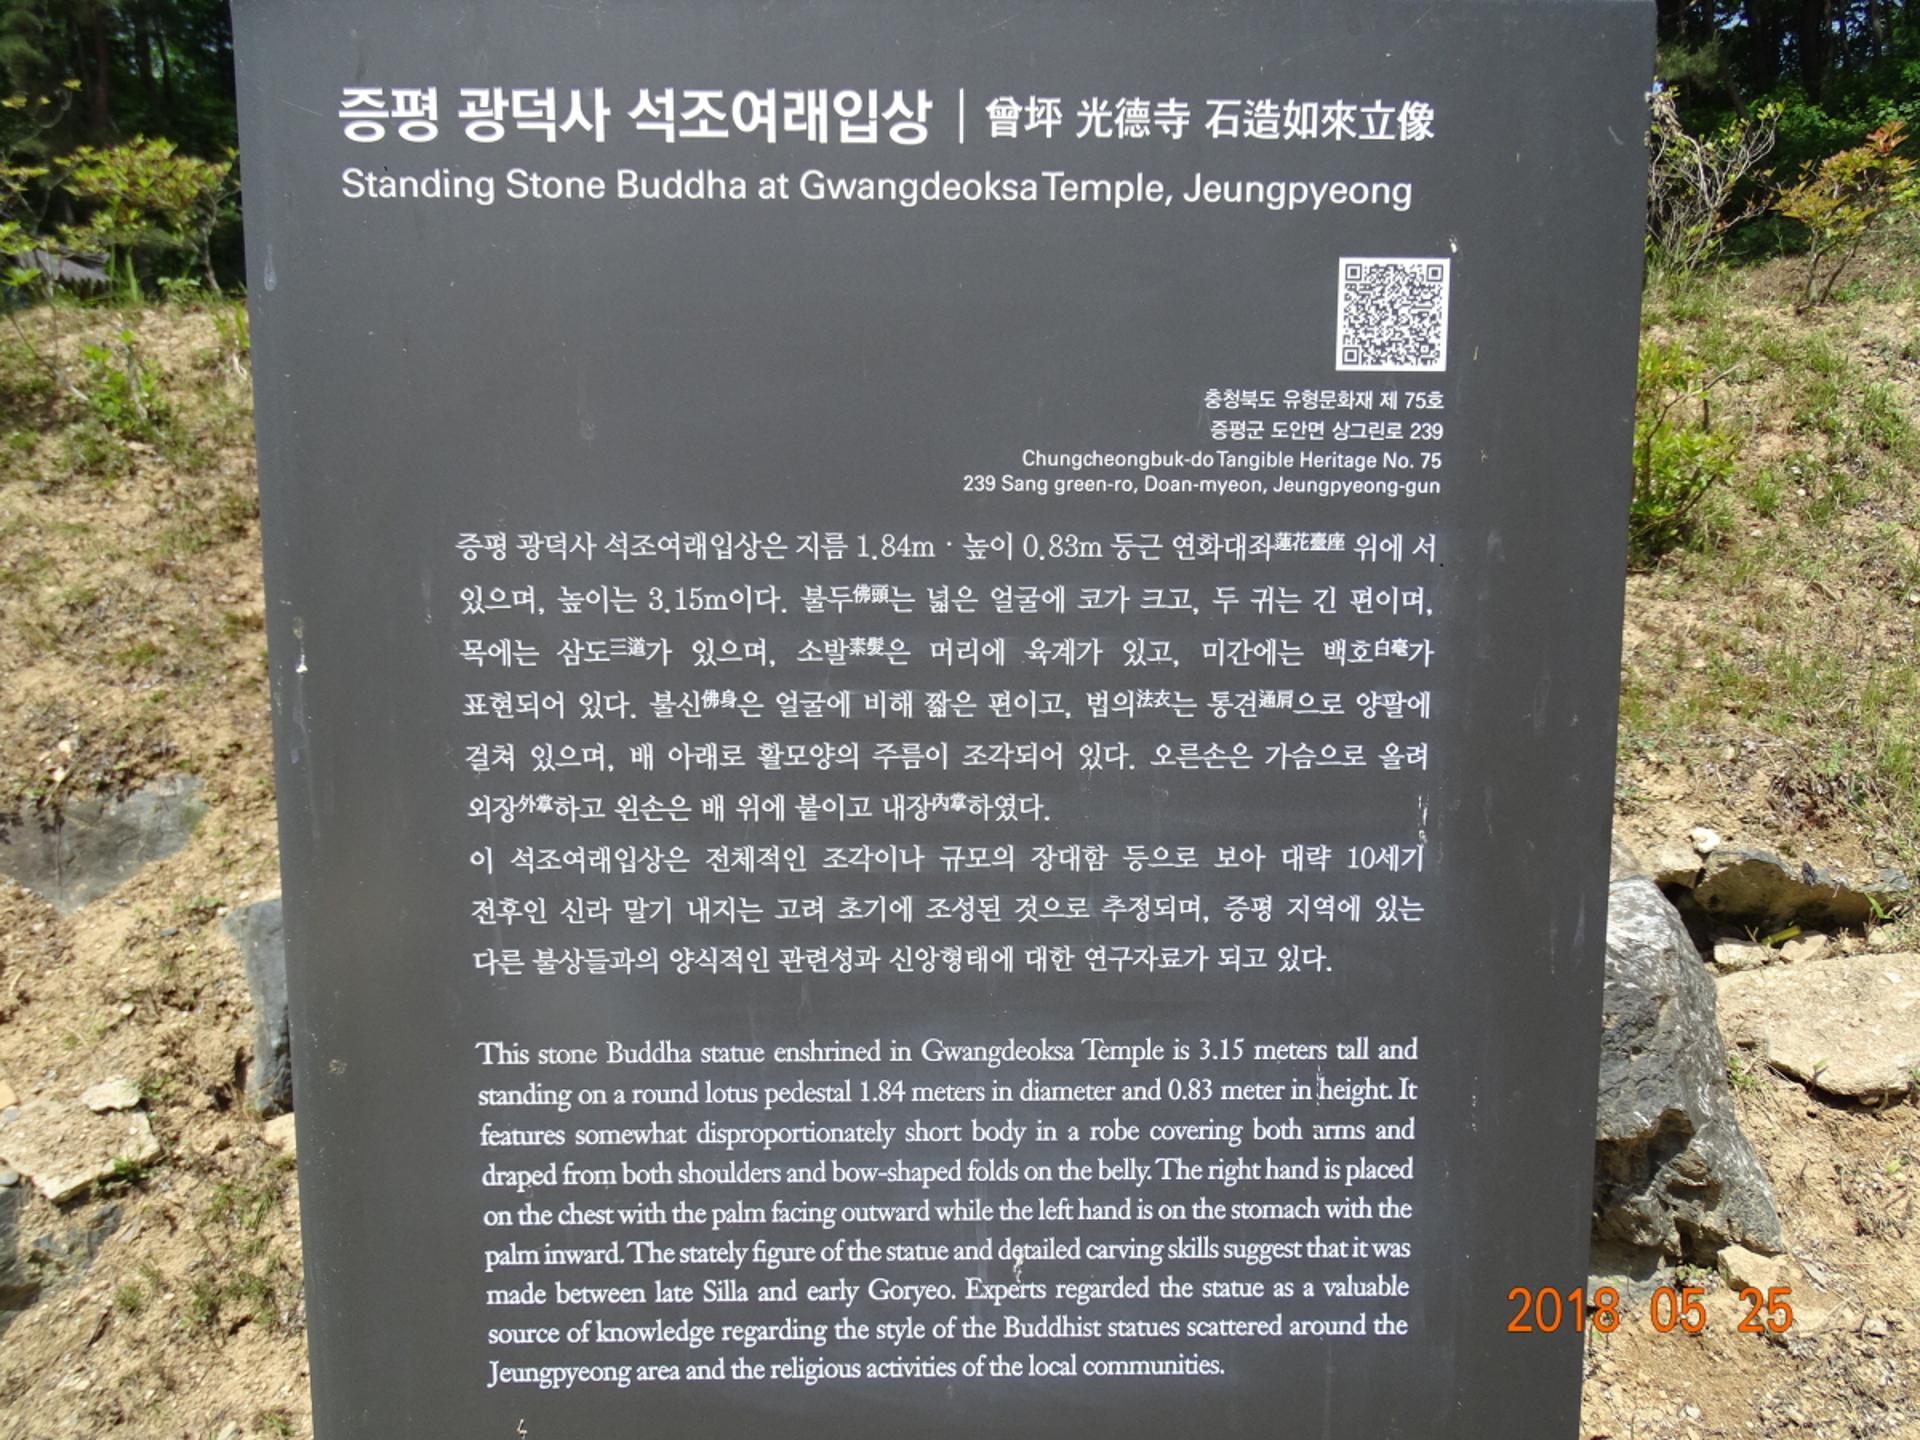 증평 광덕사 석조여래입상 | 曾坪 光德寺 石造如來立像
Standing Stone Buddha at Gwangdeoksa Temple, Jeungpyeong
충청북도 유형문화재 제 75호
증평군 도안면 상그린로 239
Chungcheongbuk-do Tangible Heritage No. 75
239 Sang green-ro, Doan-myeon, Jeungpyeong-gun
증평 광덕사 석조여래입상은 지름 1.84m · 높이 0.83m 둥근 연화대좌蓮花臺座 위에 서
있으며, 높이는 3.15m이다. 불두佛頭는 넓은 얼굴에 코가 크고, 두 귀는 긴 편이며,
목에는 삼도三道가 있으며, 소발素髮은 머리에 육계가 있고, 미간에는 백호白毫가
표현되어 있다. 불신佛身은 얼굴에 비해 짧은 편이고, 법의法衣는 통견通肩으로 양팔에
걸쳐 있으며, 배 아래로 활모양의 주름이 조각되어 있다. 오른손은 가슴으로 올려
외장外掌하고 왼손은 배 위에 붙이고 내장內掌하였다.
이 석조여래입상은 전체적인 조각이나 규모의 장대함 등으로 보아 대략 10세기
전후인 신라 말기 내지는 고려 초기에 조성된 것으로 추정되며, 증평 지역에 있는
다른 불상들과의 양식적인 관련성과 신앙형태에 대한 연구자료가 되고 있다.
This stone Buddha statue enshrined in Gwangdeoksa Temple is 3.15 meters tall and
standing on a round lotus pedestal 1.84 meters in diameter and 0.83 meter in height. It
features somewhat disproportionately short body in a robe covering both arms and
draped from both shoulders and bow-shaped folds on the belly. The right hand is placed
on the chest with the palm facing outward while the left hand is on the stomach with the
palm inward. The stately figure of the statue and detailed carving skills suggest that it was
made between late Silla and early Goryeo. Experts regarded the statue as a valuable
source of knowledge regarding the style of the Buddhist statues scattered around the
Jeungpyeong area and the religious activities of the local communities.
2018 05 25